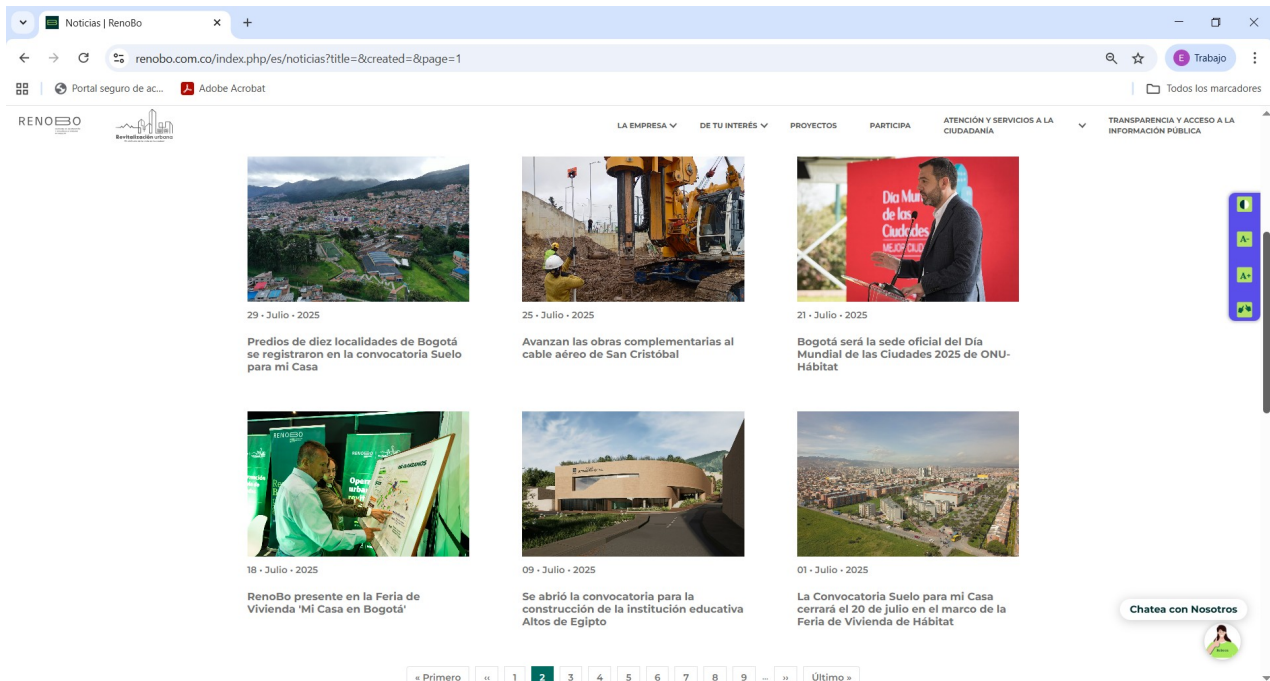 Noticias | RenoBo
renobo.com.co/index.php/es/noticias?title=&created=&page=1
E Trabajo
Portal seguro de ac...
Adobe Acrobat
Todos los marcadores
RENOBO
Revitalización urbana
LA EMPRESA
DE TU INTERÉS
PROYECTOS
PARTICIPA
ATENCIÓN Y SERVICIOS A LA
CIUDADANÍA
TRANSPARENCIA Y ACCESO A LA
INFORMACIÓN PÚBLICA
Día Mun
de las
Ciudades
A-
A+
29 · Julio · 2025
Predios de diez localidades de Bogotá
se registraron en la convocatoria Suelo
para mi Casa
25 · Julio · 2025
Avanzan las obras complementarias al
cable aéreo de San Cristóbal
21 · Julio · 2025
Bogotá será la sede oficial del Día
Mundial de las Ciudades 2025 de ONU-
Hábitat
RENOBO
18 · Julio · 2025
RenoBo presente en la Feria de
Vivienda 'Mi Casa en Bogotá'
09 · Julio · 2025
Se abrió la convocatoria para la
construcción de la institución educativa
Altos de Egipto
01 · Julio · 2025
La Convocatoria Suelo para mi Casa
cerrará el 20 de julio en el marco de la
Feria de Vivienda de Hábitat
Chatea con Nosotros
« Primero ‹‹ 1 2 3 4 5 6 7 8 9 … ›› Último »